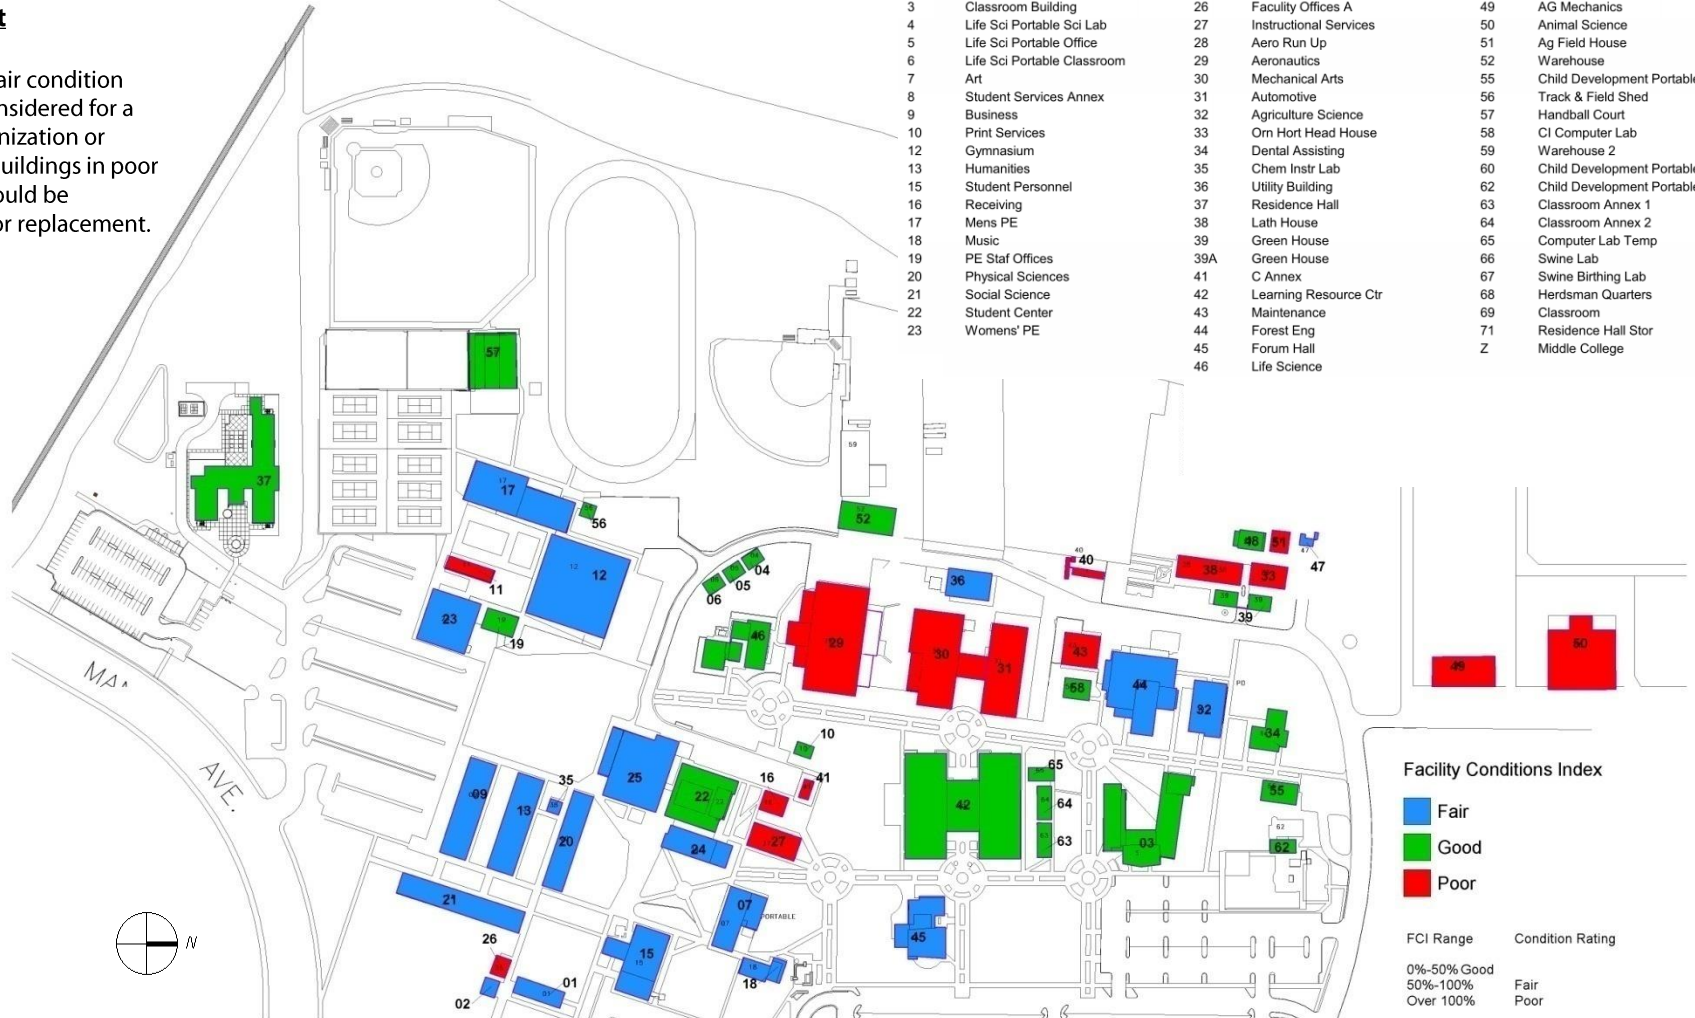 t
air condition
nsidered for a
nization or
uildings in poor
ould be
or replacement.
3 Classroom Building
4 Life Sci Portable Sci Lab
5 Life Sci Portable Office
6 Life Sci Portable Classroom
7 Art
8 Student Services Annex
9 Business
10 Print Services
12 Gymnasium
13 Humanities
15 Student Personnel
16 Receiving
17 Mens PE
18 Music
19 PE Staf Offices
20 Physical Sciences
21 Social Science
22 Student Center
23 Womens' PE
26 Faculity Offices A
27 Instructional Services
28 Aero Run Up
29 Aeronautics
30 Mechanical Arts
31 Automotive
32 Agriculture Science
33 Orn Hort Head House
34 Dental Assisting
35 Chem Instr Lab
36 Utility Building
37 Residence Hall
38 Lath House
39 Green House
39A Green House
41 C Annex
42 Learning Resource Ctr
43 Maintenance
44 Forest Eng
45 Forum Hall
46 Life Science
49 AG Mechanics
50 Animal Science
51 Ag Field House
52 Warehouse
55 Child Development Portable
56 Track & Field Shed
57 Handball Court
58 CI Computer Lab
59 Warehouse 2
60 Child Development Portable
62 Child Development Portable
63 Classroom Annex 1
64 Classroom Annex 2
65 Computer Lab Temp
66 Swine Lab
67 Swine Birthing Lab
68 Herdsman Quarters
69 Classroom
71 Residence Hall Stor
Z Middle College
57
37
17
56
59
52
12
11
23
19
04
05
06
46
29
36
40
40
48
51
47
38
33
39
30
31
43
58
44
32
PO
34
49
50
MA
AVE.
10
25
35
09
13
20
22
16
41
27
24
42
65
64
63
03
55
62
62
21
07
PORTABLE
45
26
15
18
01
02
N
Facility Conditions Index
Fair
Good
Poor
FCI Range Condition Rating
0%-50% Good
50%-100% Fair
Over 100% Poor